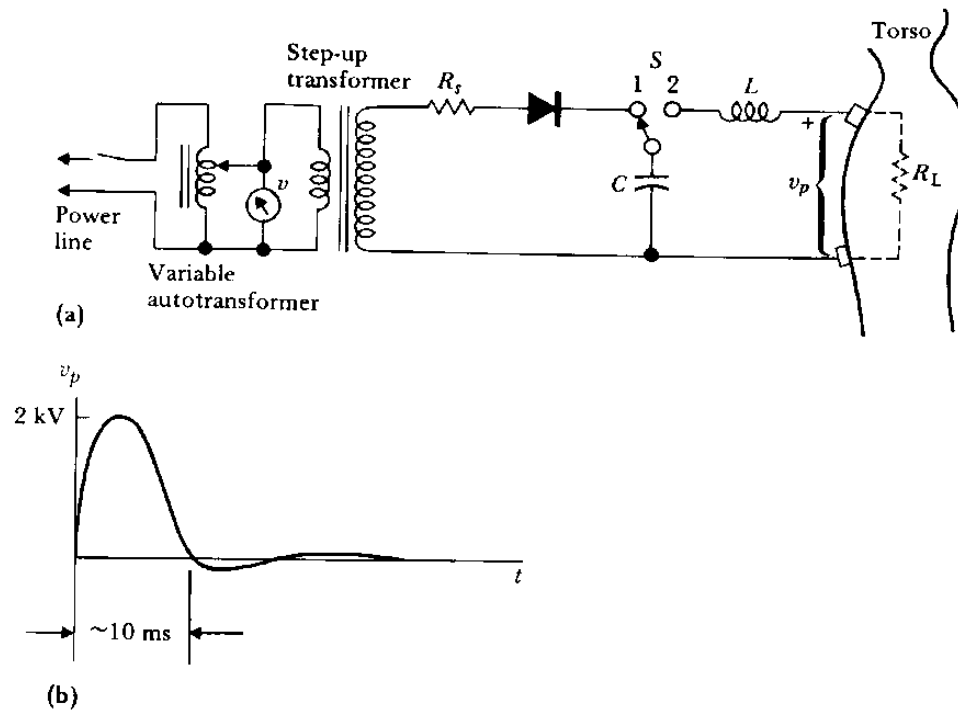 Torso
Step-up
transformer
R_s
S
1 2
L
+
v
C
v_p
R_L
Power
line
Variable
autotransformer
(a)
v_p
2 kV
t
~10 ms
(b)